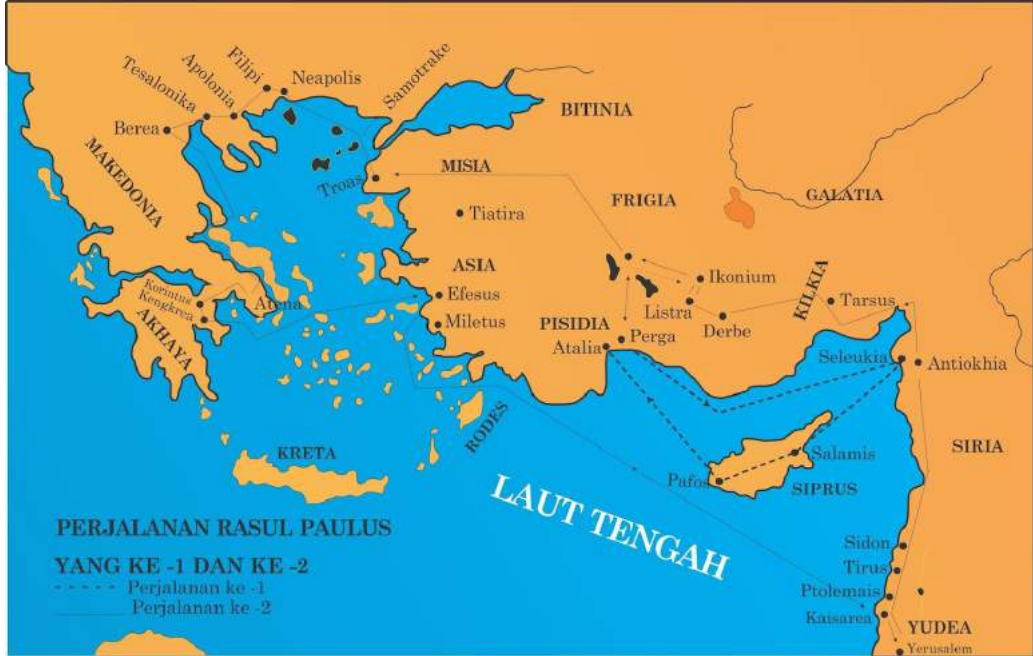 Filipi
Neapolis
Apolonia
Tesalonika
Samotrake
Berea
BITINIA
MAKEDONIA
Troas
MISIA
FRIGIA
GALATIA
Tiatira
ASIA
Ikonium
Korintus
Kengkrea
Atena
Efesus
Listra
KILKIA
Tarsus
AKHAYA
Miletus
PISIDIA
Perga
Derbe
Atalia
Seleukia
Antiokhia
RODES
KRETA
Salamis
SIRIA
Pafos
SIPRUS
LAUT TENGAH
PERJALANAN RASUL PAULUS
YANG KE -1 DAN KE -2
Perjalanan ke -1
Perjalanan ke -2
Sidon
Tirus
Ptolemais
Kaisarea
YUDEA
Yerusalem